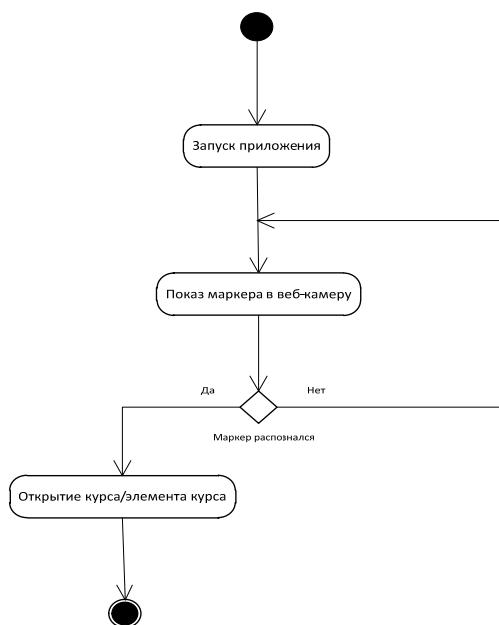 Запуск приложения
Показ маркера в веб-камеру
Да
Нет
Маркер распознался
Открытие курса/элемента курса